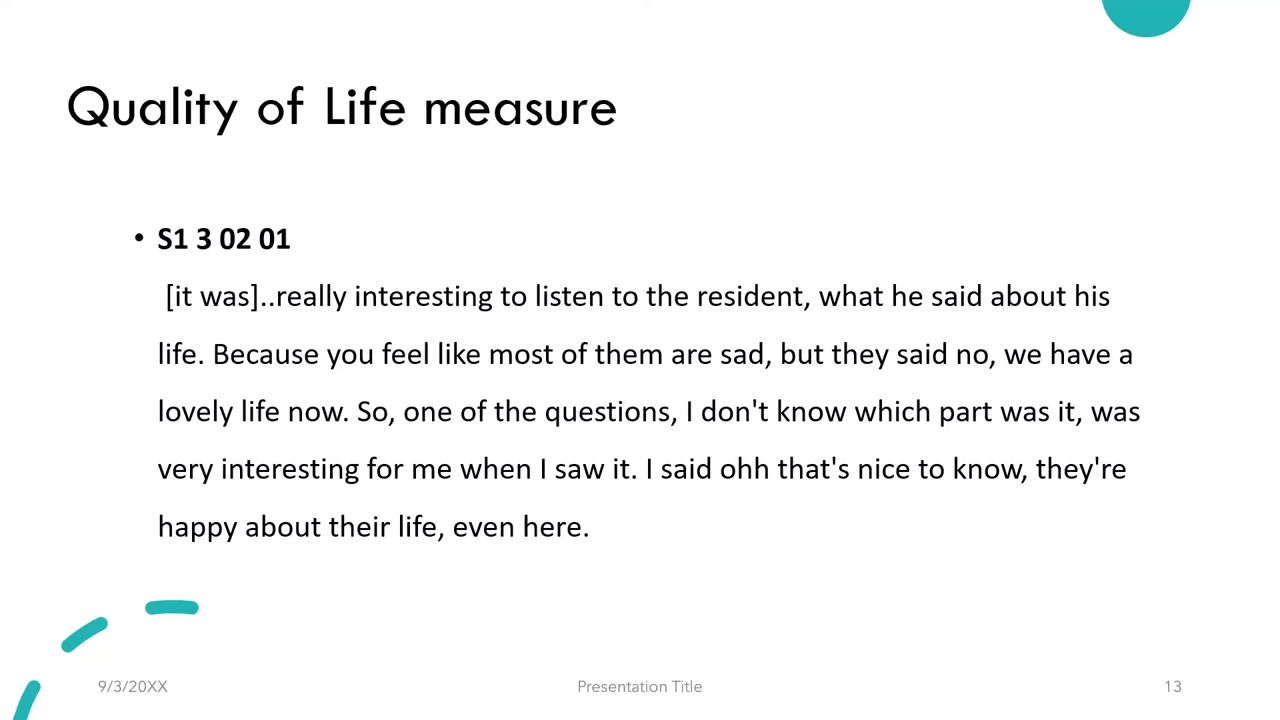 Quality of Life measure
• S1 3 02 01
[it was]..really interesting to listen to the resident, what he said about his
life. Because you feel like most of them are sad, but they said no, we have a
lovely life now. So, one of the questions, I don't know which part was it, was
very interesting for me when I saw it. I said ohh that's nice to know, they're
happy about their life, even here.
9/3/20XX
Presentation Title
13